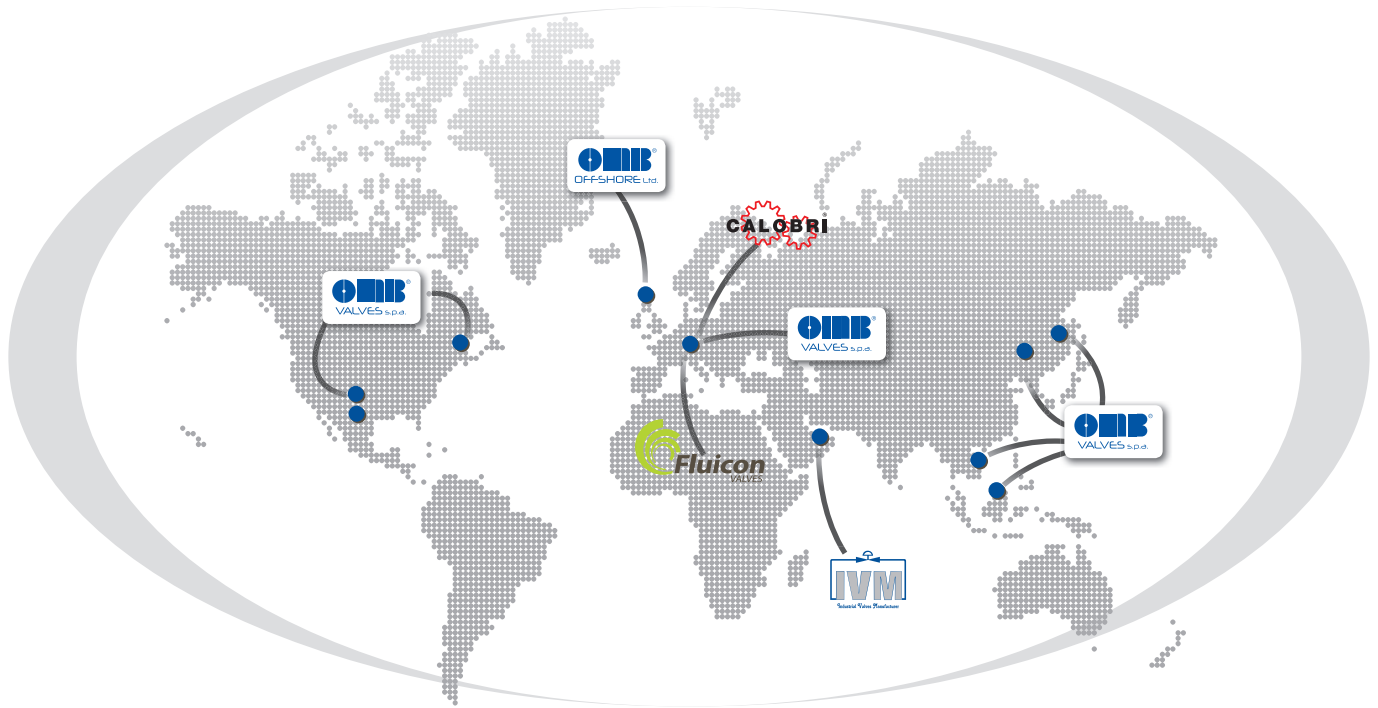 OMB®
OFFSHORE Ltd.
CALOBRI
OMB®
VALVES s.p.a.
OMB®
VALVES s.p.a.
OMB®
VALVES s.p.a.
Fluicon
VALVES
IVM
Industrial Valves Manufacturer